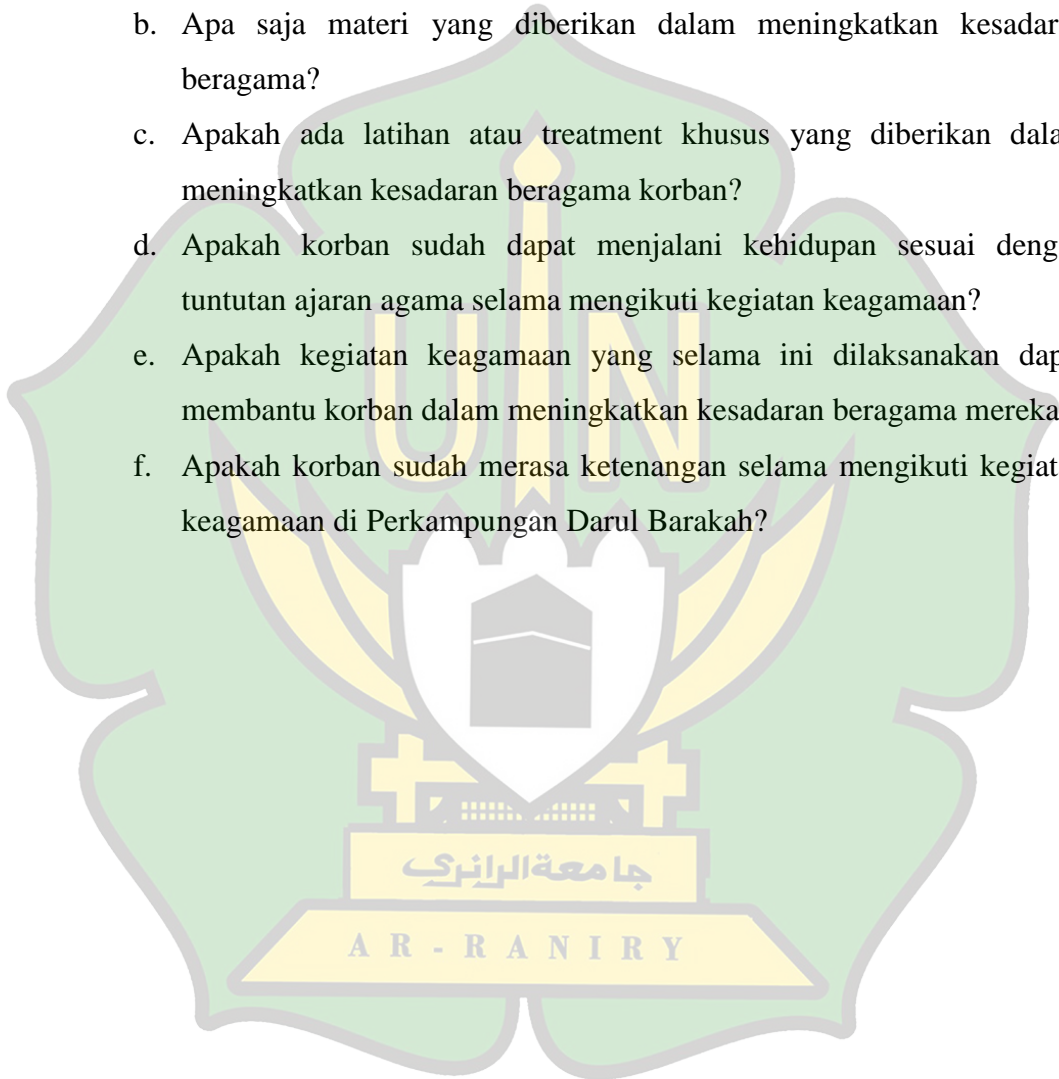 b. Apa saja materi yang diberikan dalam meningkatkan kesadar
beragama?
c. Apakah ada latihan atau treatment khusus yang diberikan dala
meningkatkan kesadaran beragama korban?
d. Apakah korban sudah dapat menjalani kehidupan sesuai deng
tuntutan ajaran agama selama mengikuti kegiatan keagamaan?
e. Apakah kegiatan keagamaan yang selama ini dilaksanakan dap
membantu korban dalam meningkatkan kesadaran beragama mereka
f. Apakah korban sudah merasa ketenangan selama mengikuti kegiat
keagamaan di Perkampungan Darul Barakah?
UIN
جامعةالرانري
AR-RANIRY